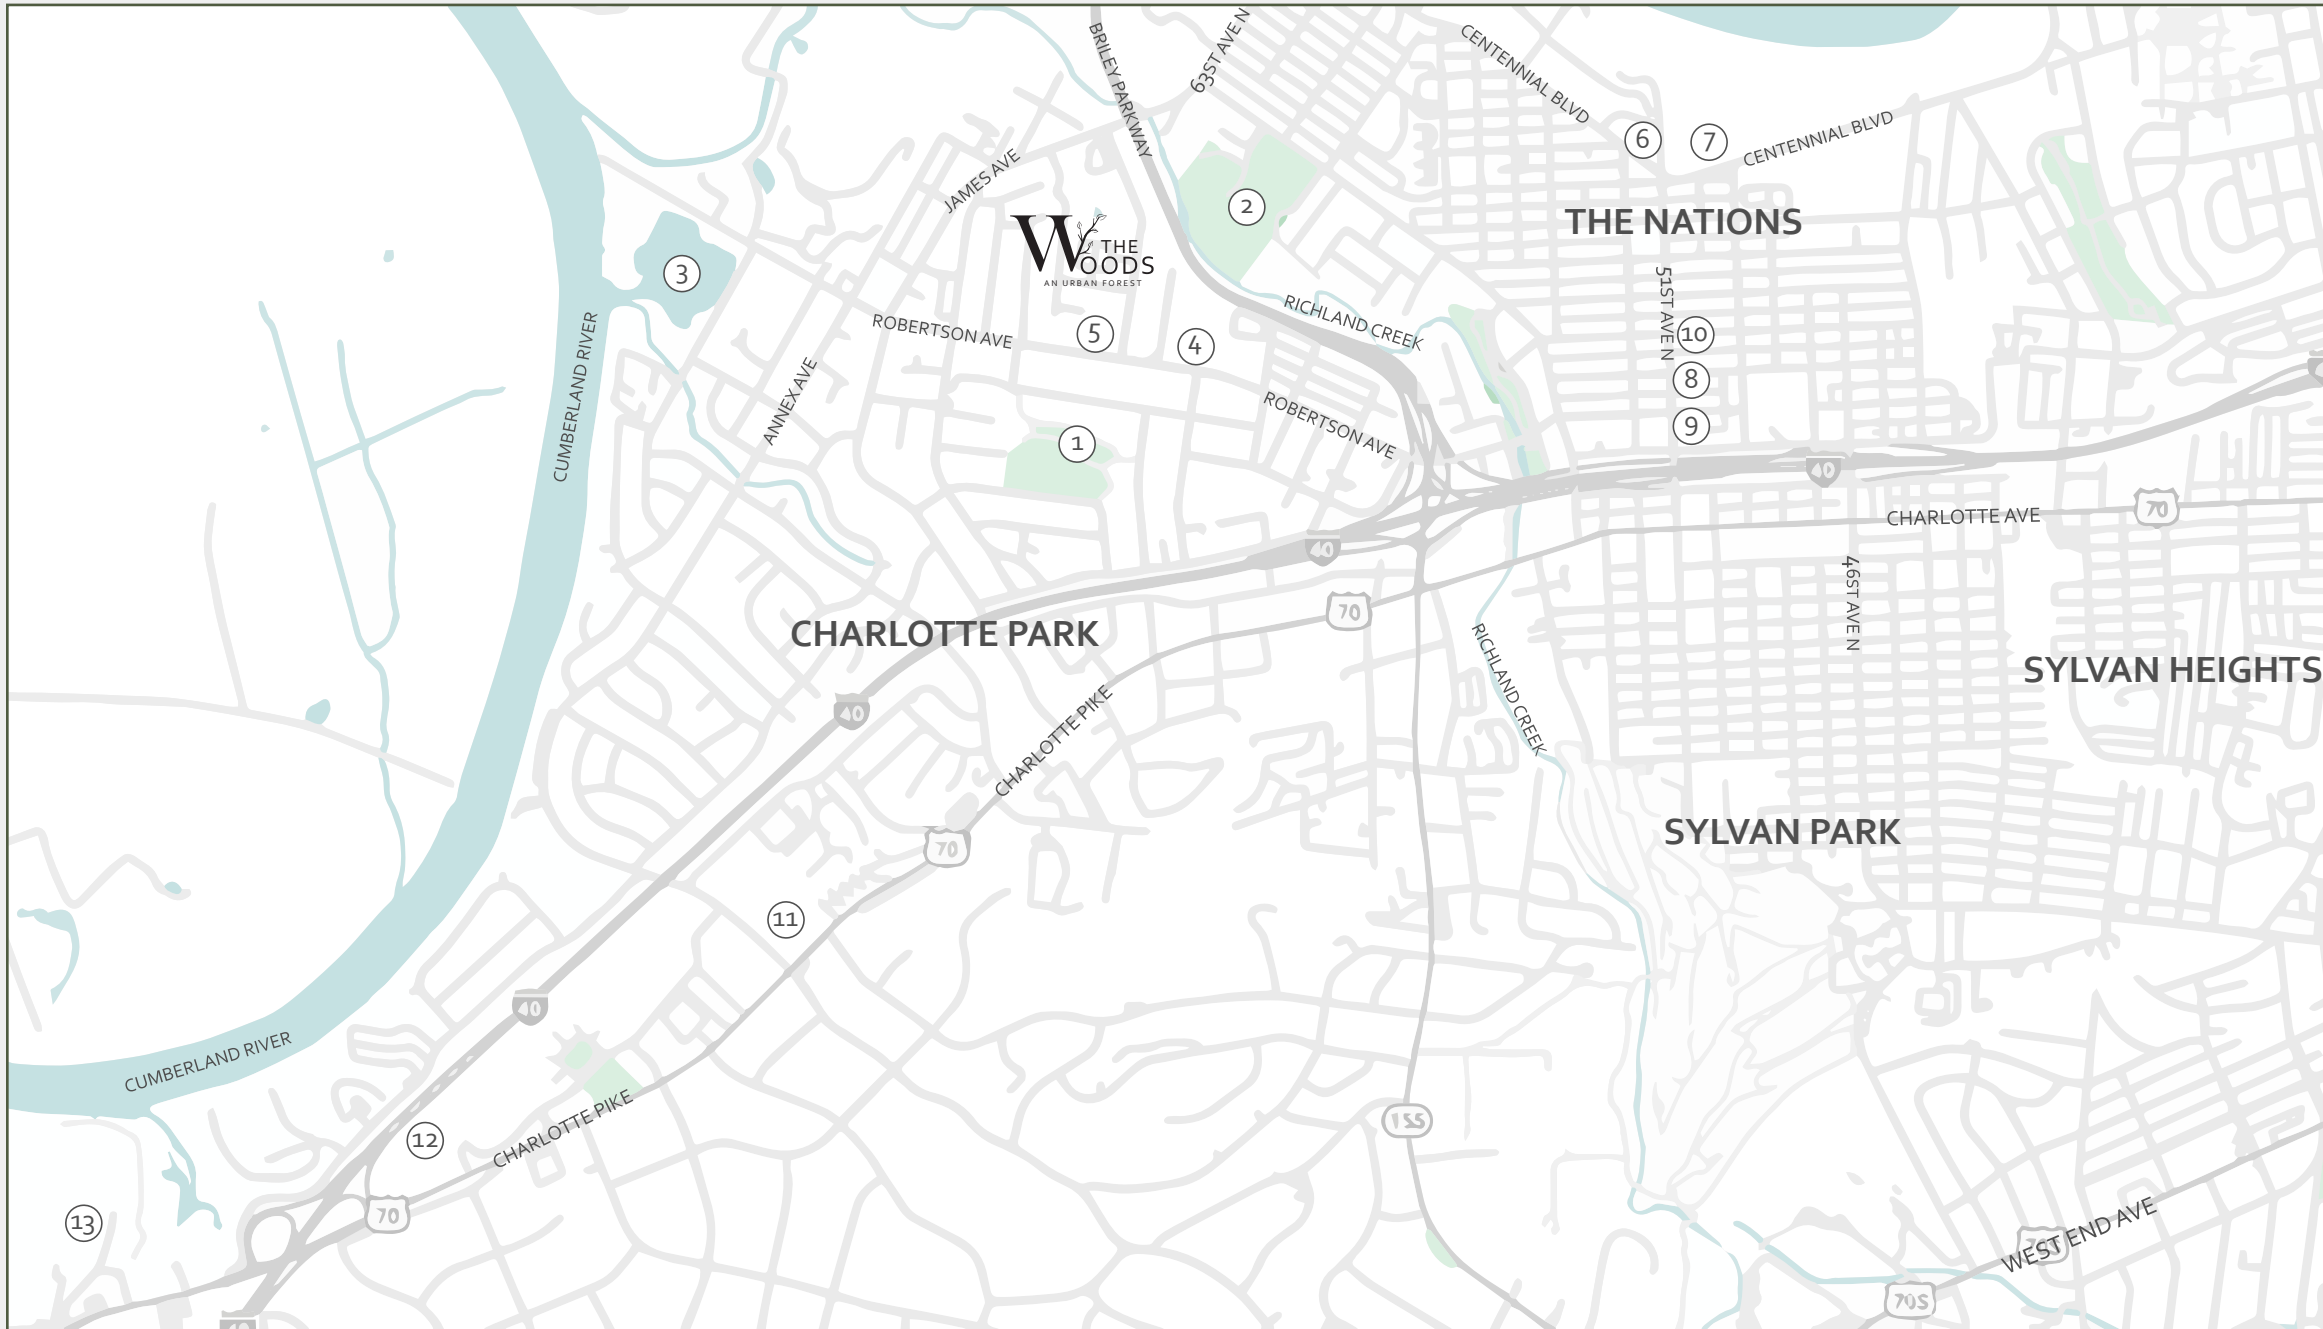 BRILEY PARKWAY
63ST AVE N
CENTENNIAL BLVD
6
7
CENTENNIAL BLVD
JAMES AVE
2
THE NATIONS
W THE
OODS
AN URBAN FOREST
3
CUMBERLAND RIVER
ROBERTSON AVE
5
4
RICHLAND CREEK
51ST AVE N
10
8
9
ANNEX AVE
ROBERTSON AVE
1
40
40
70
CHARLOTTE AVE
70
46ST AVE N
CHARLOTTE PARK
RICHLAND CREEK
SYLVAN HEIGHTS
40
CHARLOTTE PIKE
70
SYLVAN PARK
11
40
CUMBERLAND RIVER
CHARLOTTE PIKE
12
155
13
70
WEST END AVE
70S